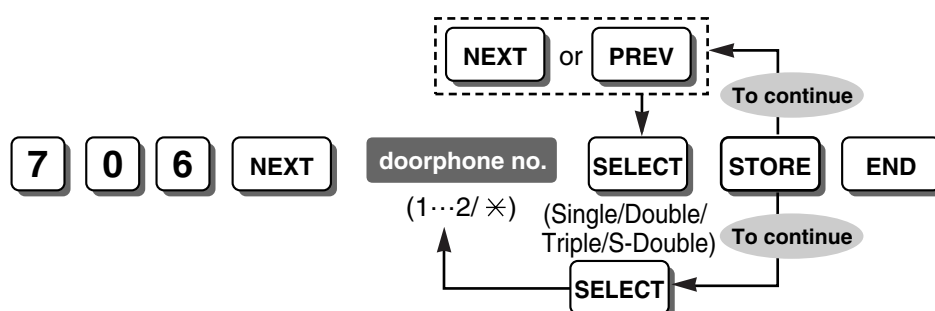 NEXT or PREV
To continue
7 0 6 NEXT doorphone no. SELECT STORE END
(1···2/ ✳) (Single/Double/
Triple/S-Double) To continue
SELECT